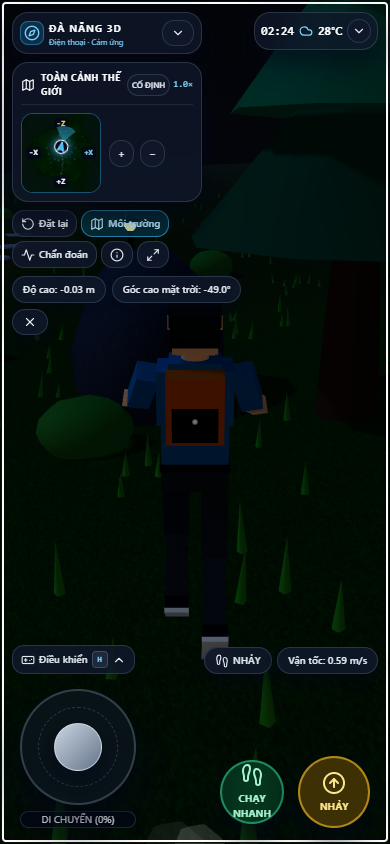 ĐÀ NẴNG 3D
Điện thoại · Cảm ứng
02:24 28°C
TOÀN CẢNH THẾ GIỚI
CỐ ĐỊNH
1.0×
-Z
-X
+X
+Z
+ −
Đặt lại
Môi trường
Chẩn đoán
Độ cao: -0.03 m
Góc cao mặt trời: -49.0°
Điều khiển H
NHẢY
Vận tốc: 0.59 m/s
CHẠY
NHANH
NHẢY
DI CHUYỂN (0%)